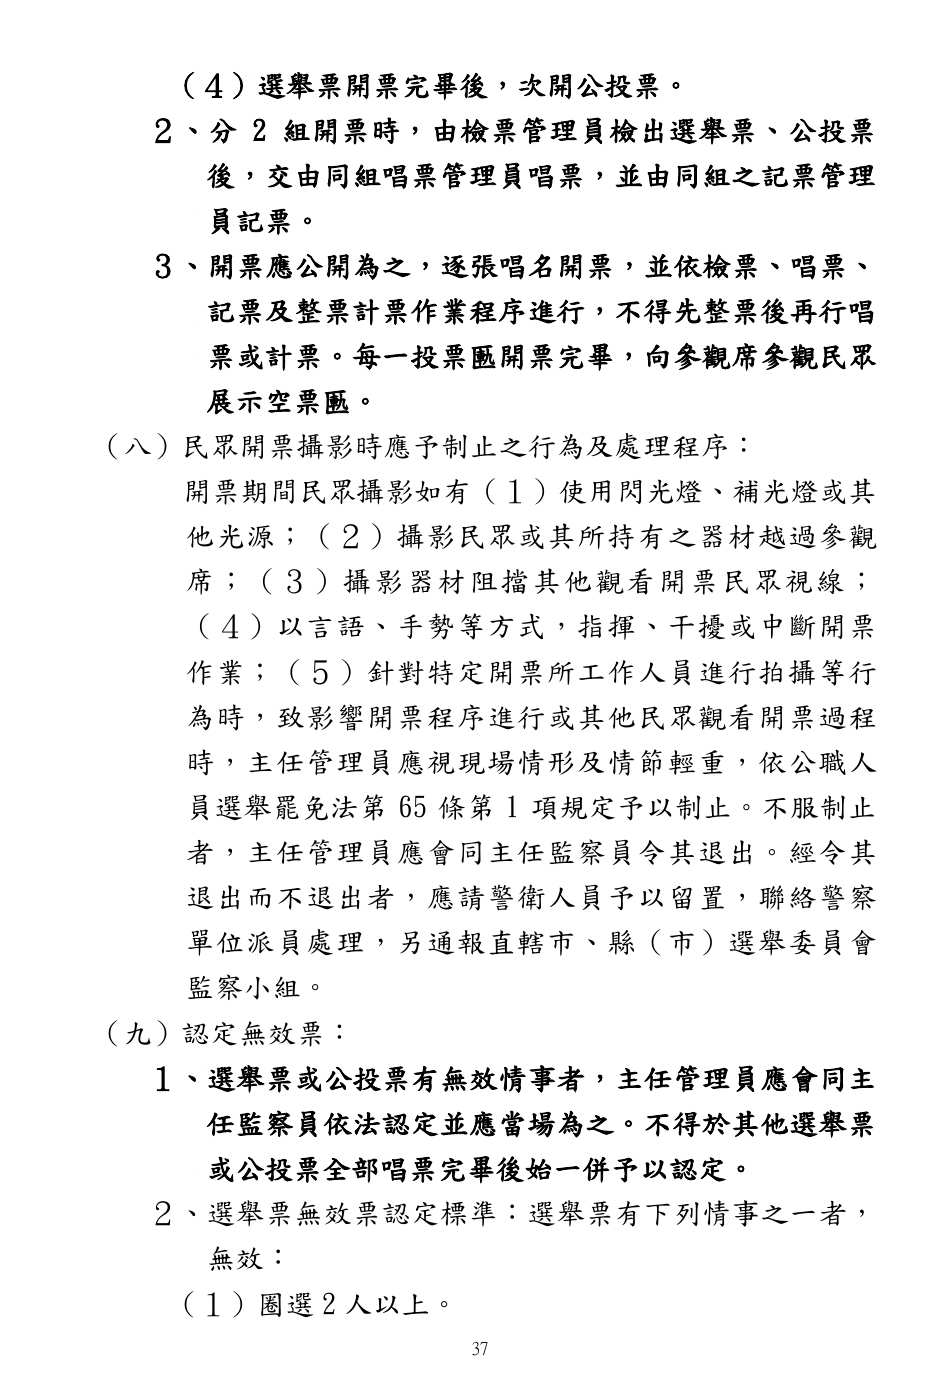 （４）選舉票開票完畢後，次開公投票。
２、分 2 組開票時，由檢票管理員檢出選舉票、公投票
後，交由同組唱票管理員唱票，並由同組之記票管理
員記票。
３、開票應公開為之，逐張唱名開票，並依檢票、唱票、
記票及整票計票作業程序進行，不得先整票後再行唱
票或計票。每一投票匭開票完畢，向參觀席參觀民眾
展示空票匭。
（八）民眾開票攝影時應予制止之行為及處理程序：
開票期間民眾攝影如有（１）使用閃光燈、補光燈或其
他光源；（２）攝影民眾或其所持有之器材越過參觀
席；（３）攝影器材阻擋其他觀看開票民眾視線；
（４）以言語、手勢等方式，指揮、干擾或中斷開票
作業；（５）針對特定開票所工作人員進行拍攝等行
為時，致影響開票程序進行或其他民眾觀看開票過程
時，主任管理員應視現場情形及情節輕重，依公職人
員選舉罷免法第 65 條第 1 項規定予以制止。不服制止
者，主任管理員應會同主任監察員令其退出。經令其
退出而不退出者，應請警衛人員予以留置，聯絡警察
單位派員處理，另通報直轄市、縣（市）選舉委員會
監察小組。
（九）認定無效票：
１、選舉票或公投票有無效情事者，主任管理員應會同主
任監察員依法認定並應當場為之。不得於其他選舉票
或公投票全部唱票完畢後始一併予以認定。
２、選舉票無效票認定標準：選舉票有下列情事之一者，
無效：
（１）圈選 2 人以上。
37